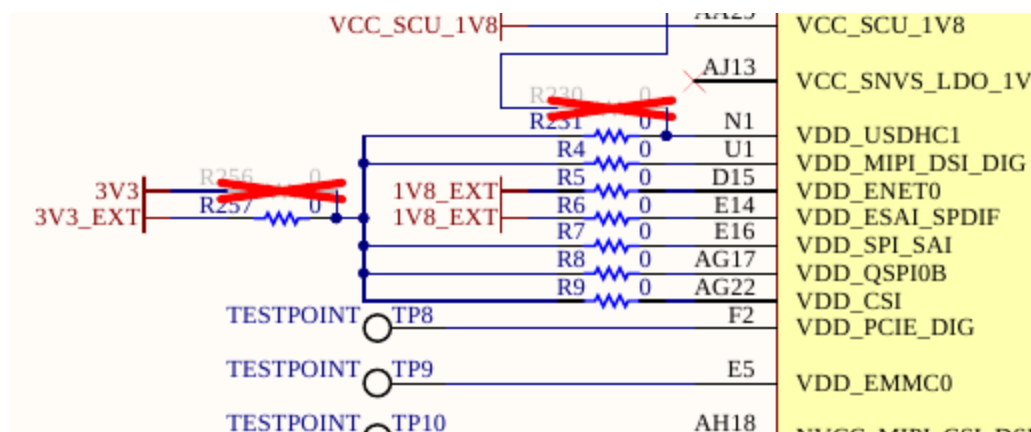 VCC_SCU_1V8 VCC_SCU_1V8
AJ13 VCC_SNVS_LDO_1V
R230 0
R231 0 N1 VDD_USDHC1
R4 0 U1 VDD_MIPI_DSI_DIG
3V3 R256 0 1V8_EXT R5 0 D15 VDD_ENET0
3V3_EXT R257 0 1V8_EXT R6 0 E14 VDD_ESAI_SPDIF
R7 0 E16 VDD_SPI_SAI
R8 0 AG17 VDD_QSPI0B
R9 0 AG22 VDD_CSI
TESTPOINT TP8 F2 VDD_PCIE_DIG
TESTPOINT TP9 E5 VDD_EMMC0
TESTPOINT TP10 AH18